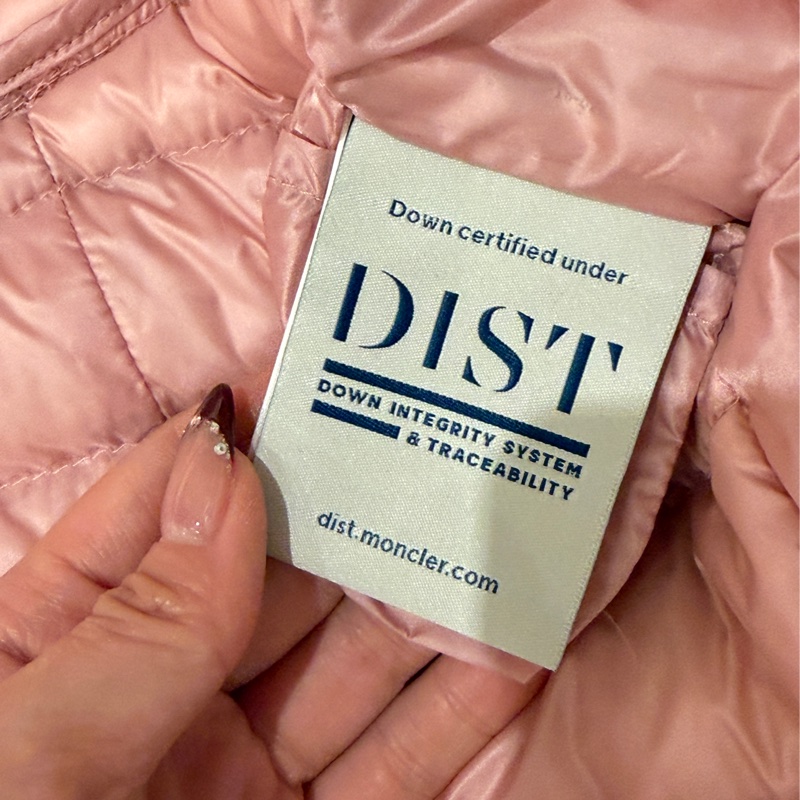 Down certified under
DIST
DOWN INTEGRITY SYSTEM
& TRACEABILITY
dist.moncler.com